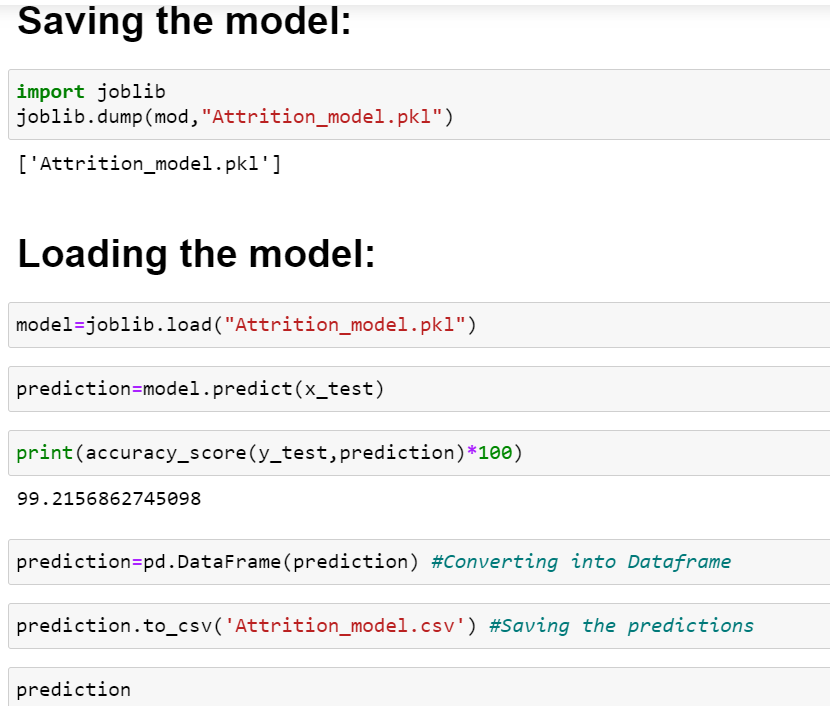 Saving the model:
import joblib
joblib.dump(mod,"Attrition_model.pkl")
['Attrition_model.pkl']
Loading the model:
model=joblib.load("Attrition_model.pkl")
prediction=model.predict(x_test)
print(accuracy_score(y_test,prediction)*100)
99.2156862745098
prediction=pd.DataFrame(prediction) #Converting into Dataframe
prediction.to_csv('Attrition_model.csv') #Saving the predictions
prediction